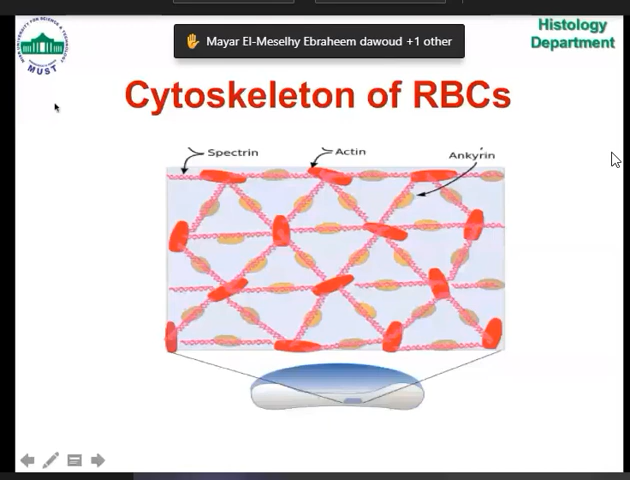 Mayar El-Meselhy Ebraheem dawoud +1 other
Histology
Department
MUST
Cytoskeleton of RBCs
Spectrin
Actin
Ankyrin